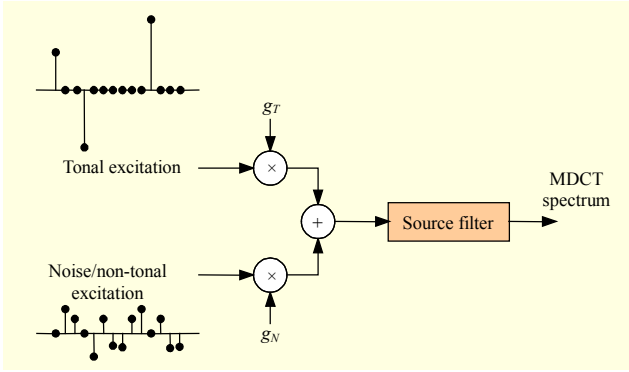 g_T
Tonal excitation
×
MDCT
spectrum
+
Source filter
Noise/non-tonal
excitation
×
g_N